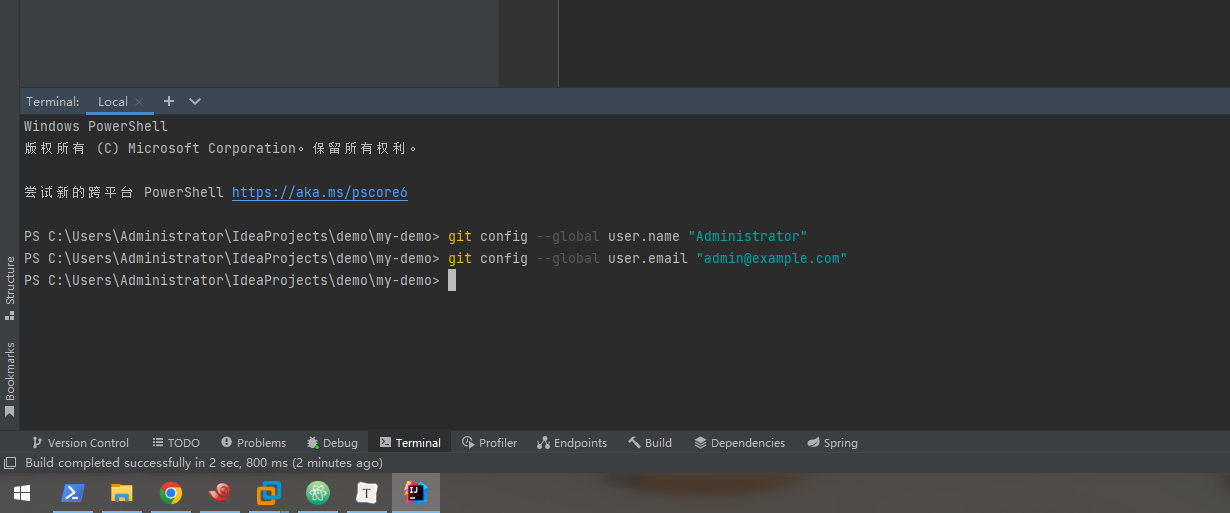 Terminal: Local
Windows PowerShell
版权所有 (C) Microsoft Corporation。保留所有权利。
尝试新的跨平台 PowerShell https://aka.ms/pscore6
PS C:\Users\Administrator\IdeaProjects\demo\my-demo> git config --global user.name "Administrator"
PS C:\Users\Administrator\IdeaProjects\demo\my-demo> git config --global user.email "admin@example.com"
PS C:\Users\Administrator\IdeaProjects\demo\my-demo>
Structure
Bookmarks
Version Control TODO Problems Debug Terminal Profiler Endpoints Build Dependencies Spring
Build completed successfully in 2 sec, 800 ms (2 minutes ago)
T IJ